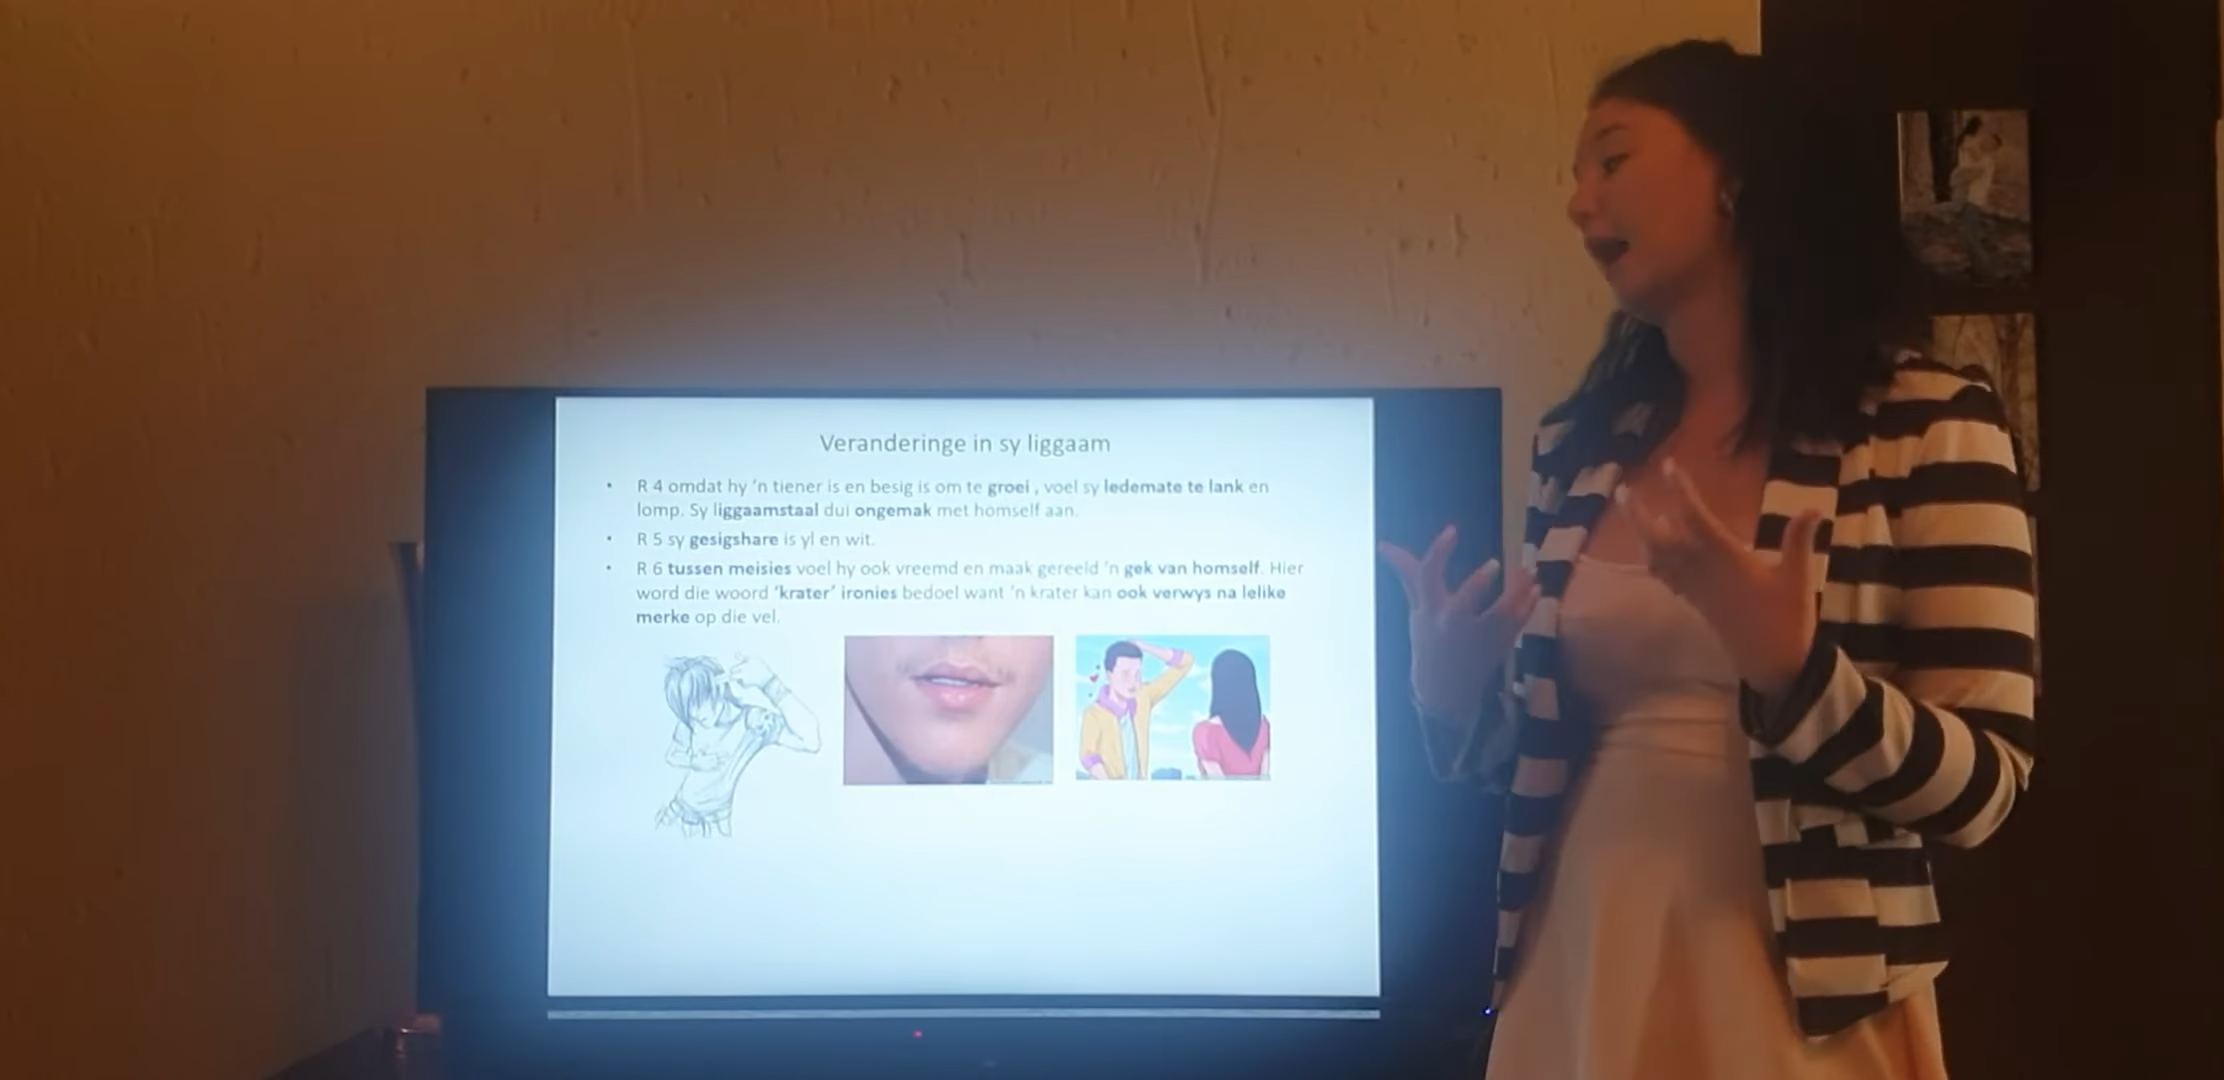 Veranderinge in sy liggaam
• R 4 omdat hy 'n tiener is en besig is om te groei , voel sy ledemate te lank en
lomp. Sy liggaamstaal dui ongemak met homself aan.
• R 5 sy gesigshare is yl en wit.
• R 6 tussen meisies voel hy ook vreemd en maak gereeld 'n gek van homself. Hier
word die woord 'krater' ironies bedoel want 'n krater kan ook verwys na lelike
merke op die vel.